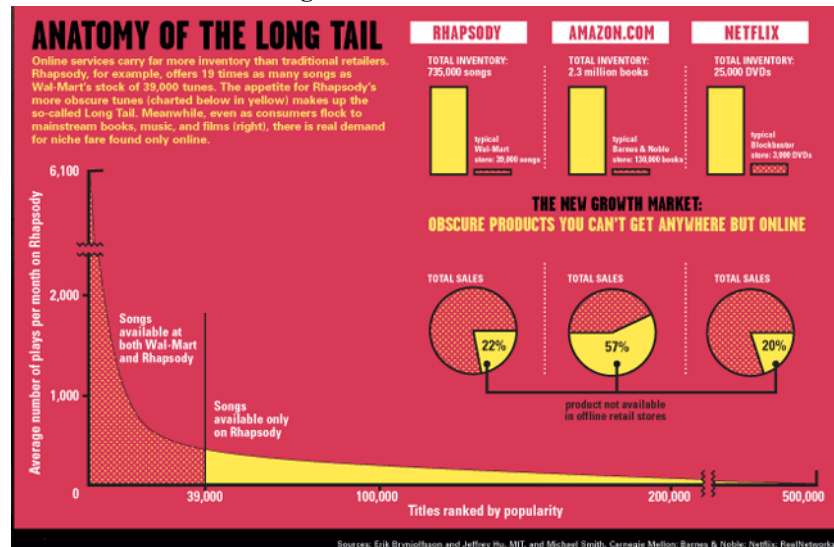 ANATOMY OF THE LONG TAIL
Online services carry far more inventory than traditional retailers.
Rhapsody, for example, offers 19 times as many songs as
Wal-Mart's stock of 39,000 tunes. The appetite for Rhapsody's
more obscure tunes (charted below in yellow) makes up the
so-called Long Tail. Meanwhile, even as consumers flock to
mainstream books, music, and films (right), there is real demand
for niche fare found only online.
RHAPSODY
TOTAL INVENTORY:
735,000 songs
typical
Wal-Mart
store: 39,000 songs
AMAZON.COM
TOTAL INVENTORY:
2.3 million books
typical
Barnes & Noble
store: 130,000 books
NETFLIX
TOTAL INVENTORY:
25,000 DVDs
typical
Blockbuster
store: 3,000 DVDs
THE NEW GROWTH MARKET:
OBSCURE PRODUCTS YOU CAN'T GET ANYWHERE BUT ONLINE
TOTAL SALES
22%
TOTAL SALES
57%
TOTAL SALES
20%
product not available
in offline retail stores
Average number of plays per month on Rhapsody
6,100
2,000
1,000
0
Songs
available at
both Wal-Mart
and Rhapsody
Songs
available only
on Rhapsody
39,000
100,000
200,000
500,000
Titles ranked by popularity
Sources: Erik Brynjolfsson and Jeffrey Hu, MIT, and Michael Smith, Carnegie Mellon; Barnes & Noble; Netflix; RealNetworks